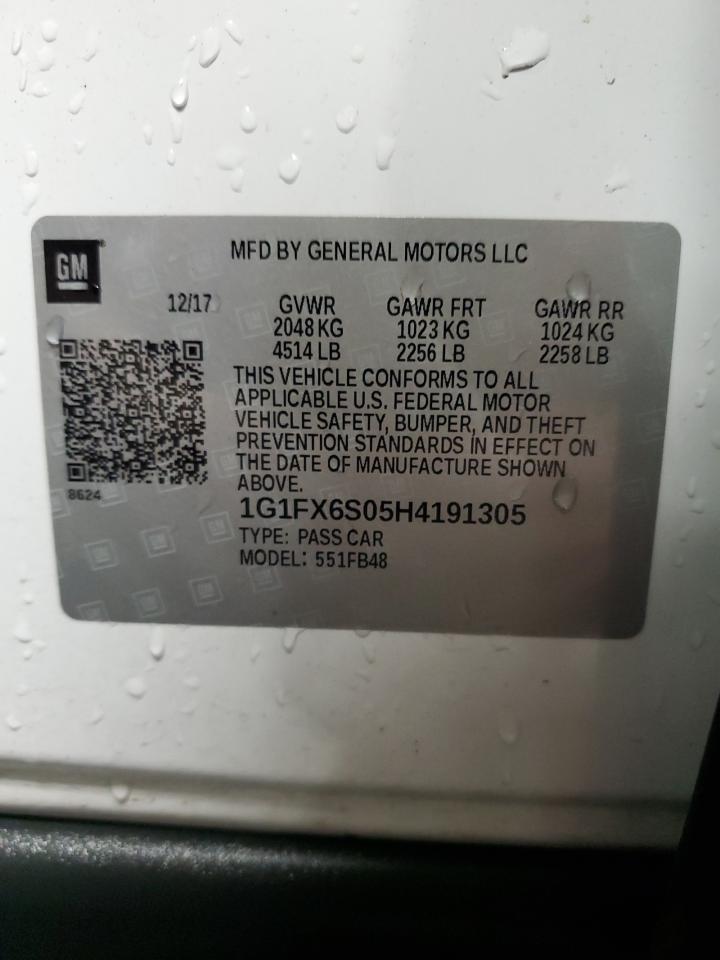 GM
MFD BY GENERAL MOTORS LLC
12/17 GVWR GAWR FRT GAWR RR
2048 KG 1023 KG 1024 KG
4514 LB 2256 LB 2258 LB
THIS VEHICLE CONFORMS TO ALL
APPLICABLE U.S. FEDERAL MOTOR
VEHICLE SAFETY, BUMPER, AND THEFT
PREVENTION STANDARDS IN EFFECT ON
THE DATE OF MANUFACTURE SHOWN
ABOVE.
8624
1G1FX6S05H4191305
TYPE: PASS CAR
MODEL: 551FB48